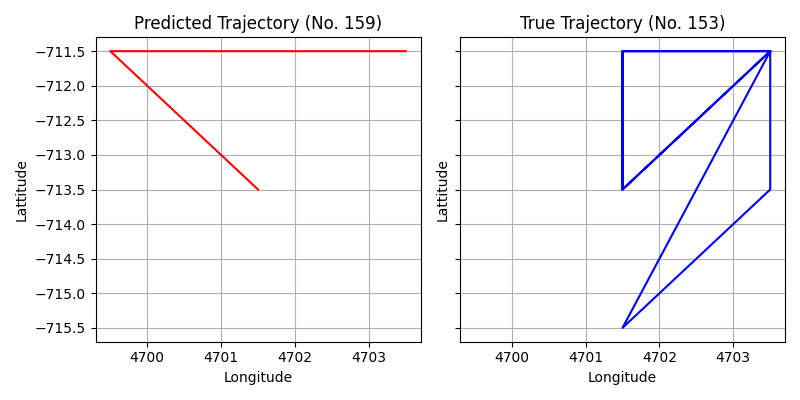 Predicted Trajectory (No. 159)
True Trajectory (No. 153)
−711.5
−712.0
−712.5
−713.0
−713.5
−714.0
−714.5
−715.0
−715.5
Lattitude
Lattitude
4700 4701 4702 4703
4700 4701 4702 4703
Longitude
Longitude